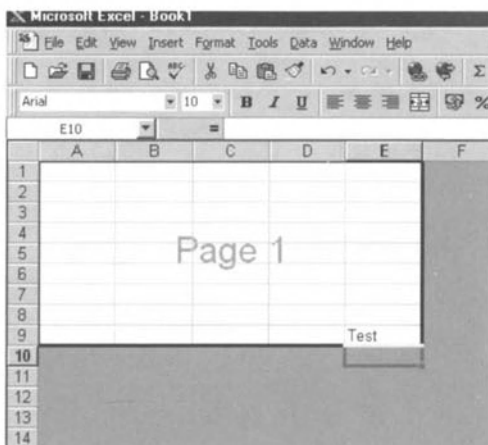 Microsoft Excel - Book1
File Edit View Insert Format Tools Data Window Help
ABC
Σ
Arial 10 B I U %
E10 =
A B C D E F
1
2
3
4
Page 1
5
6
7
8
9 Test
10
11
12
13
14